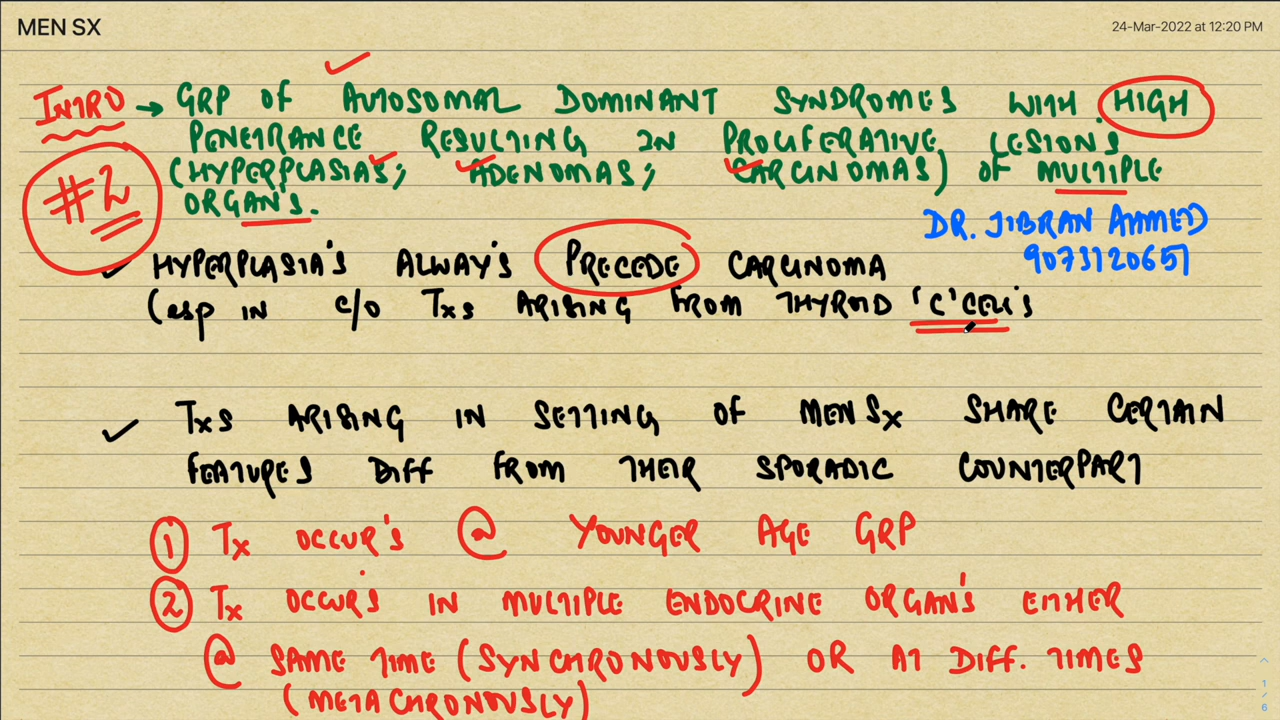 MEN SX
24-Mar-2022 at 12:20 PM
INTRO → GRP OF AUTOSOMAL DOMINANT SYNDROMES WITH HIGH
PENETRANCE RESULTING IN PROLIFERATIVE LESIONS
(HYPERPLASIAS; ADENOMAS; CARCINOMAS) OF MULTIPLE
ORGANS.
#2
DR. JIBRAN AHMED
9073120651
HYPERPLASIA'S ALWAY'S PRECEDE CARCINOMA
(esp IN c/o TxS ARISING FROM THYROID 'C' CELL'S
TxS ARISING IN SETTING OF MEN Sx SHARE CERTAIN
FEATURES DIFF FROM THEIR SPORADIC COUNTERPART
① Tx OCCUR'S @ YOUNGER AGE GRP
② Tx OCCUR'S IN MULTIPLE ENDOCRINE ORGAN'S EITHER
@ SAME TIME (SYNCHRONOUSLY) OR AT DIFF. TIMES
(METACHRONOUSLY)
1
/
6